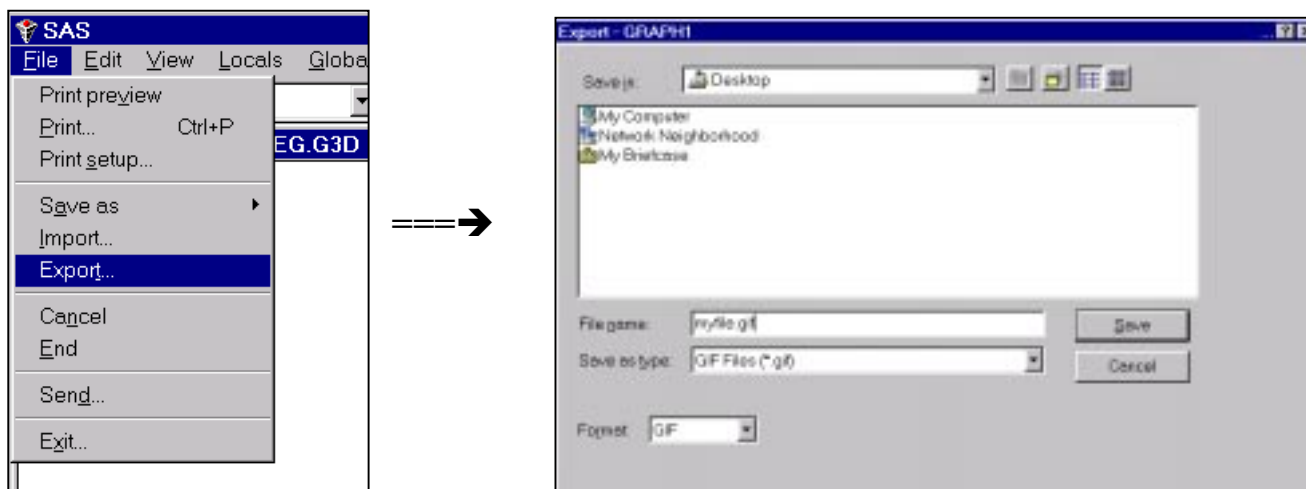 SAS
File Edit View Locals Globa
Print preview
Print... Ctrl+P
Print setup...
EG.G3D
Save as
Import...
Export...
Cancel
End
Send...
Exit...
===➔
Export - GRAPH1
Save in: Desktop
My Computer
Network Neighborhood
My Briefcase
File name: myfile.gif
Save
Save as type: GIF Files (*.gif)
Cancel
Format GIF